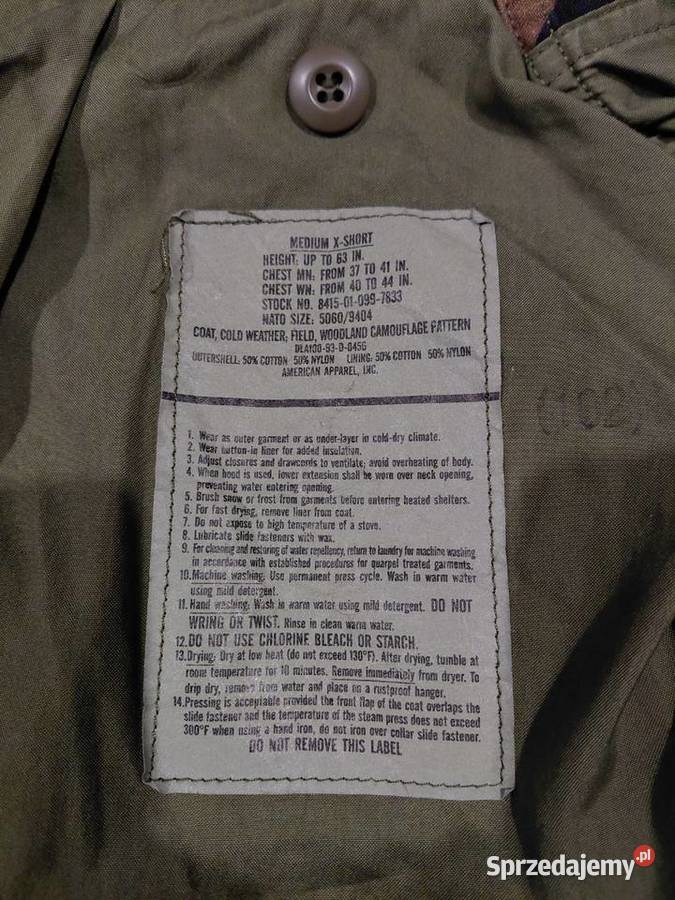 MEDIUM X-SHORT
HEIGHT: UP TO 63 IN.
CHEST MN: FROM 37 TO 41 IN.
CHEST WN: FROM 40 TO 44 IN.
STOCK NO. 8415-01-099-7833
NATO SIZE: 5060/9404
COAT, COLD WEATHER; FIELD, WOODLAND CAMOUFLAGE PATTERN
DLA100-93-D-0456
OUTERSHELL: 50% COTTON 50% NYLON LINING: 50% COTTON 50% NYLON
AMERICAN APPAREL, INC.
1. Wear as outer garment or as under-layer in cold-dry climate.
2. Wear button-in liner for added insulation.
3. Adjust closures and drawcords to ventilate; avoid overheating of body.
4. When hood is used, lower extension shall be worn over neck opening,
preventing water entering opening.
5. Brush snow or frost from garments before entering heated shelters.
6. For fast drying, remove liner from coat.
7. Do not expose to high temperature of a stove.
8. Lubricate slide fasteners with wax.
9. For cleaning and restoring of water repellency, return to laundry for machine washing
in accordance with established procedures for quarpel treated garments.
10. Machine washing: Use permanent press cycle. Wash in warm water
using mild detergent.
11. Hand washing: Wash in warm water using mild detergent. DO NOT
WRING OR TWIST. Rinse in clean warm water.
12. DO NOT USE CHLORINE BLEACH OR STARCH.
13. Drying: Dry at low heat (do not exceed 130°F). After drying, tumble at
room temperature for 10 minutes. Remove immediately from dryer. To
drip dry, remove from water and place on a rustproof hanger.
14. Pressing is acceptable provided the front flap of the coat overlaps the
slide fastener and the temperature of the steam press does not exceed
300°F when using a hand iron, do not iron over collar slide fastener.
DO NOT REMOVE THIS LABEL
Sprzedajemy.pl